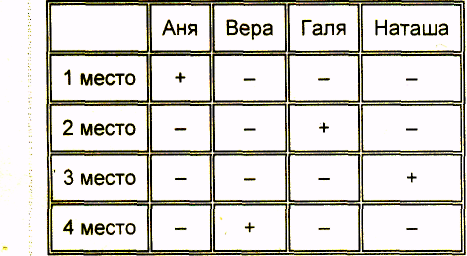 Аня Вера Галя Наташа
1 место + – – –
2 место – – + –
3 место – – – +
4 место – + – –